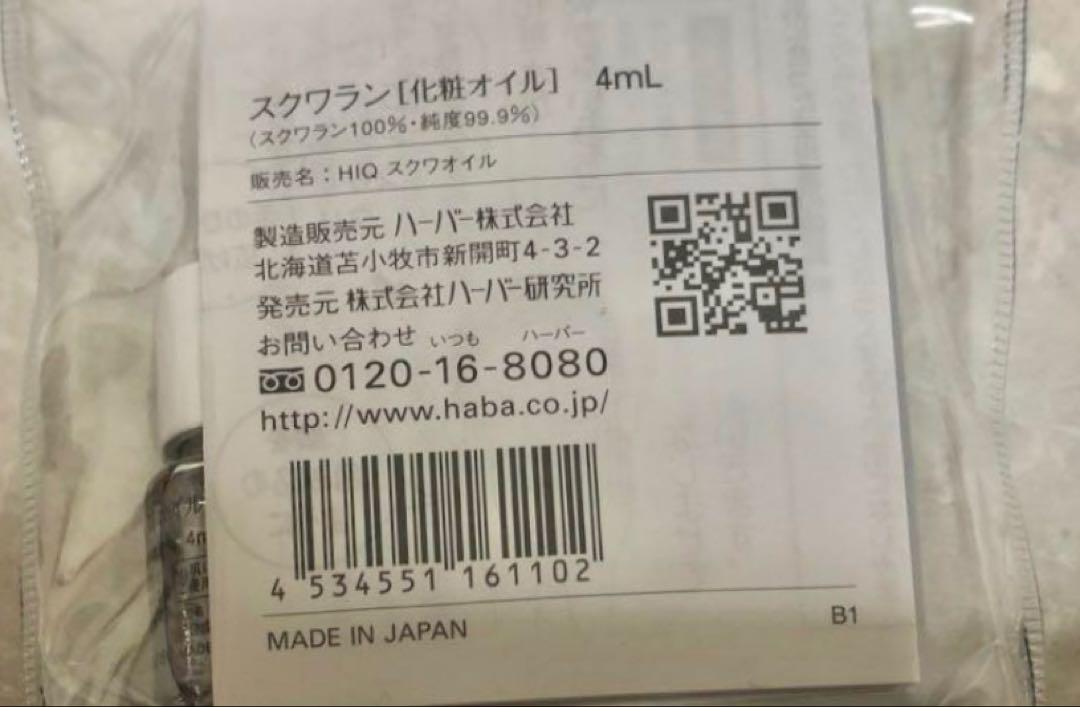 スクワラン[化粧オイル] 4mL
(スクワラン100%・純度99.9%)
販売名:HIQ スクワオイル
製造販売元 ハーバー株式会社
北海道苫小牧市新開町4-3-2
発売元 株式会社ハーバー研究所
お問い合わせ いつも ハーバー
0120-16-8080
http://www.haba.co.jp/
4 534551 161102
MADE IN JAPAN
B1
イル